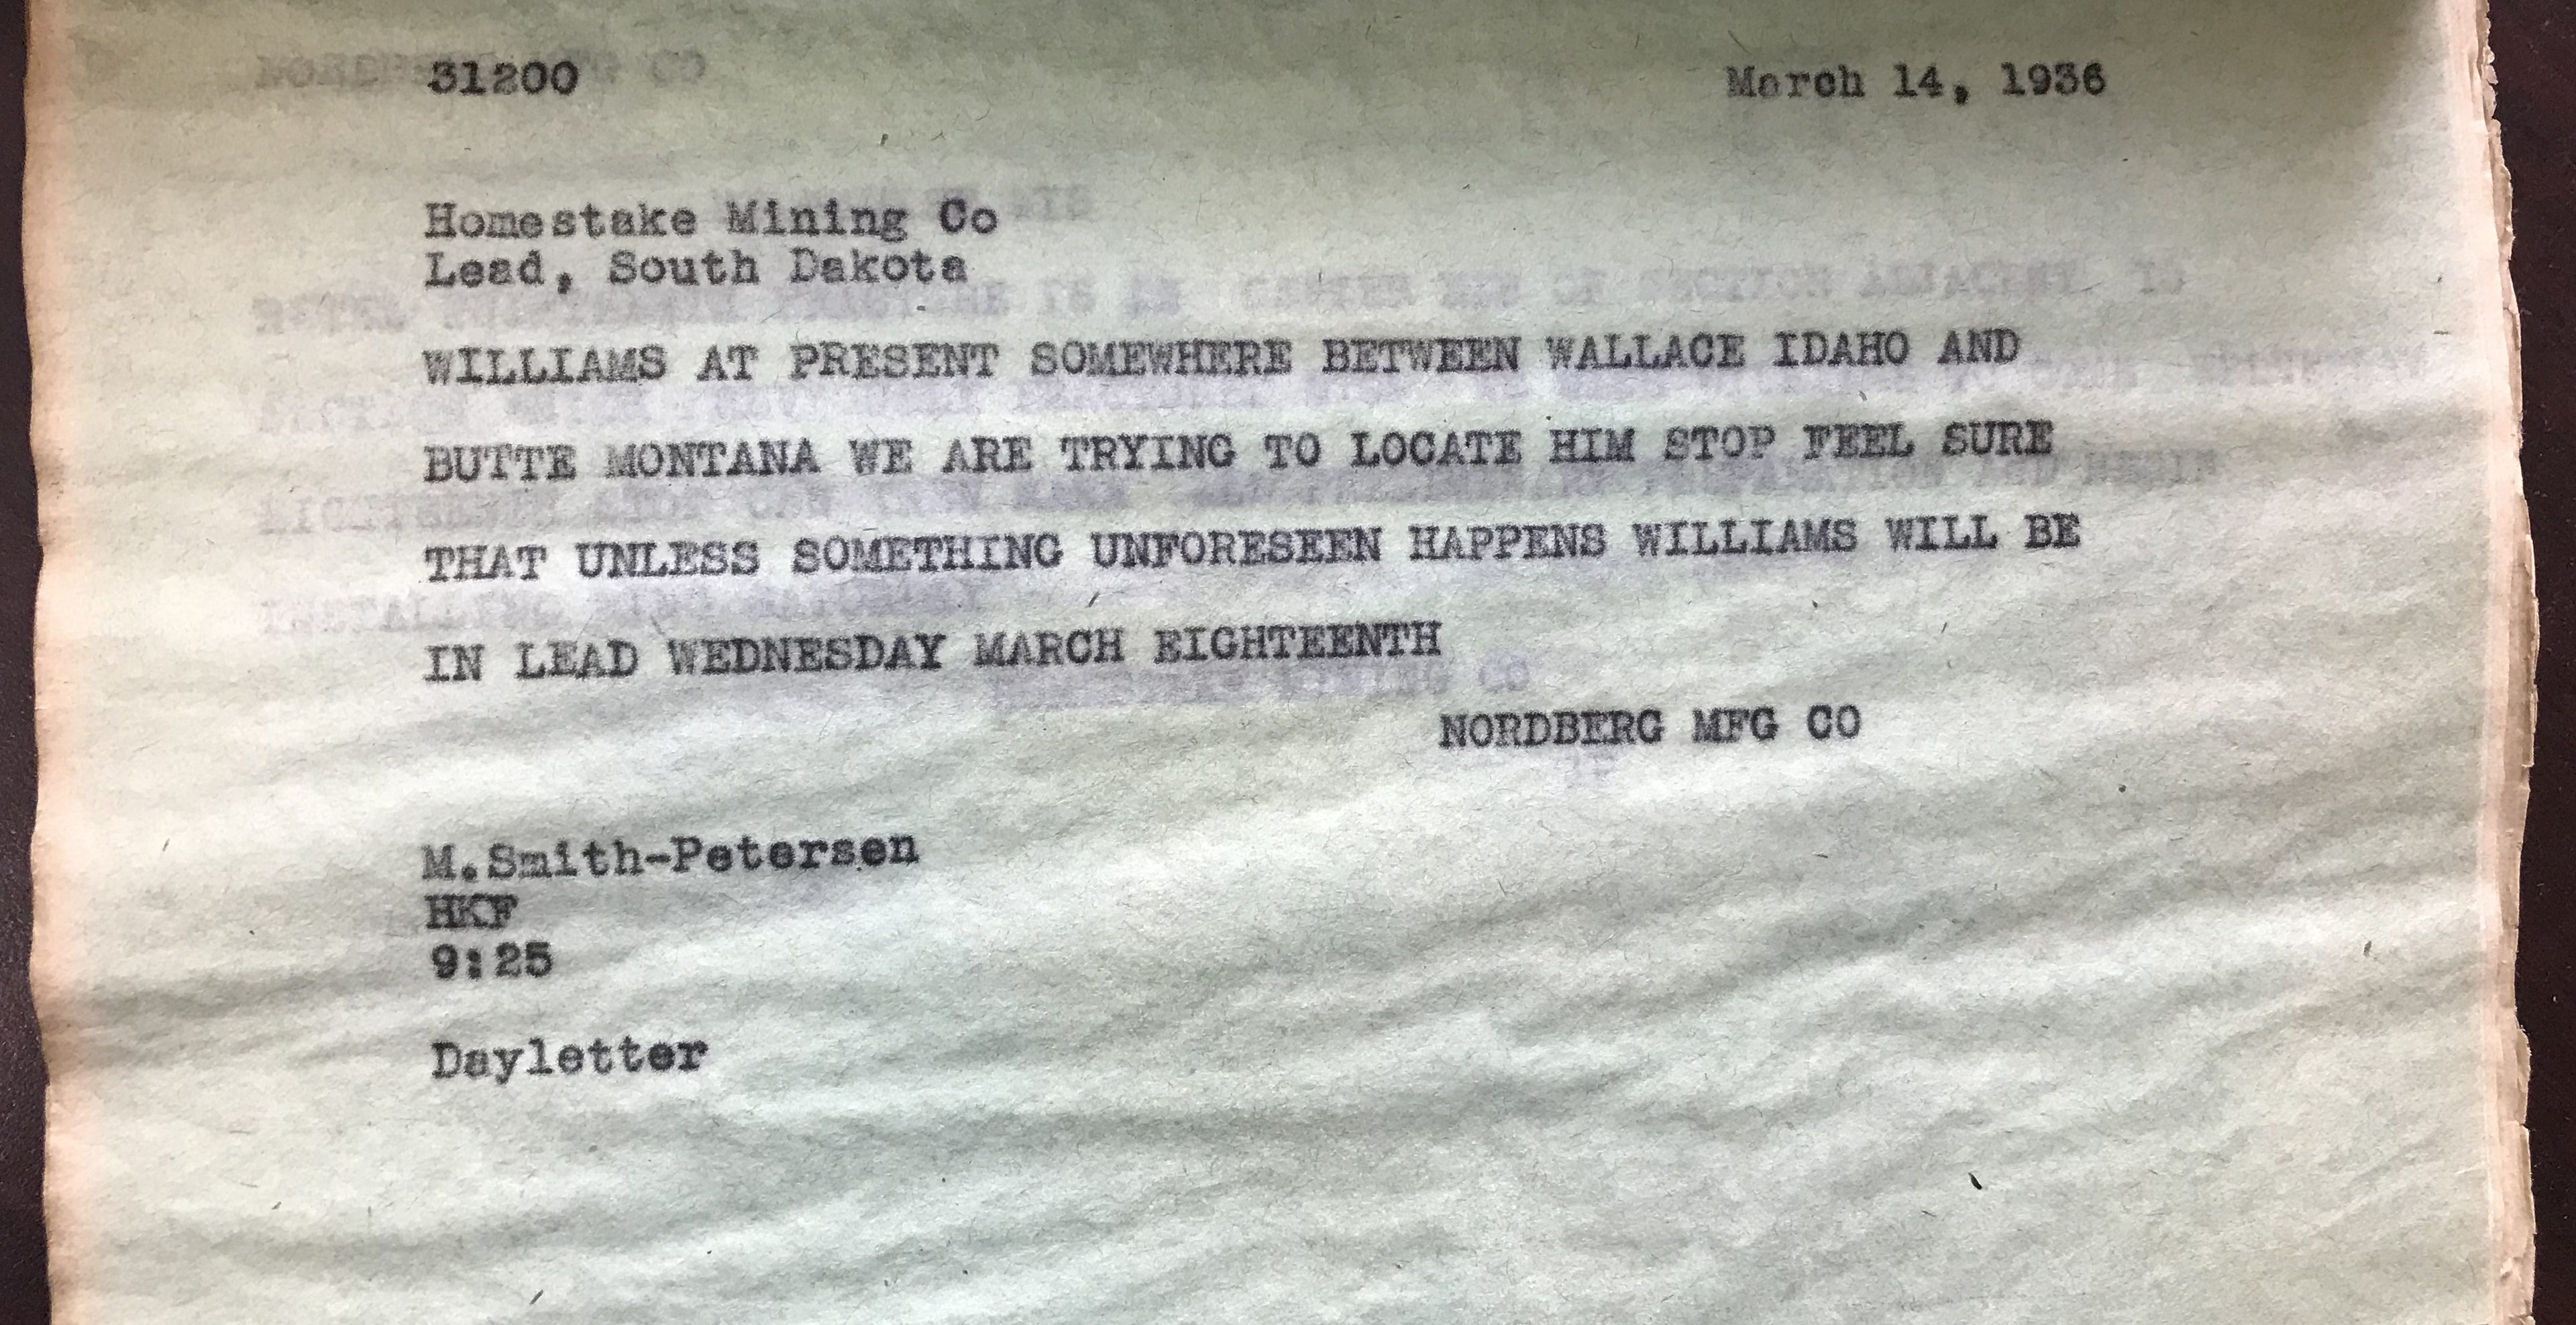 31200 March 14, 1936
Homestake Mining Co
Lead, South Dakota
WILLIAMS AT PRESENT SOMEWHERE BETWEEN WALLACE IDAHO AND
BUTTE MONTANA WE ARE TRYING TO LOCATE HIM STOP FEEL SURE
THAT UNLESS SOMETHING UNFORESEEN HAPPENS WILLIAMS WILL BE
IN LEAD WEDNESDAY MARCH EIGHTEENTH
NORDBERG MFG CO
M.Smith-Petersen
HKF
9:25
Dayletter